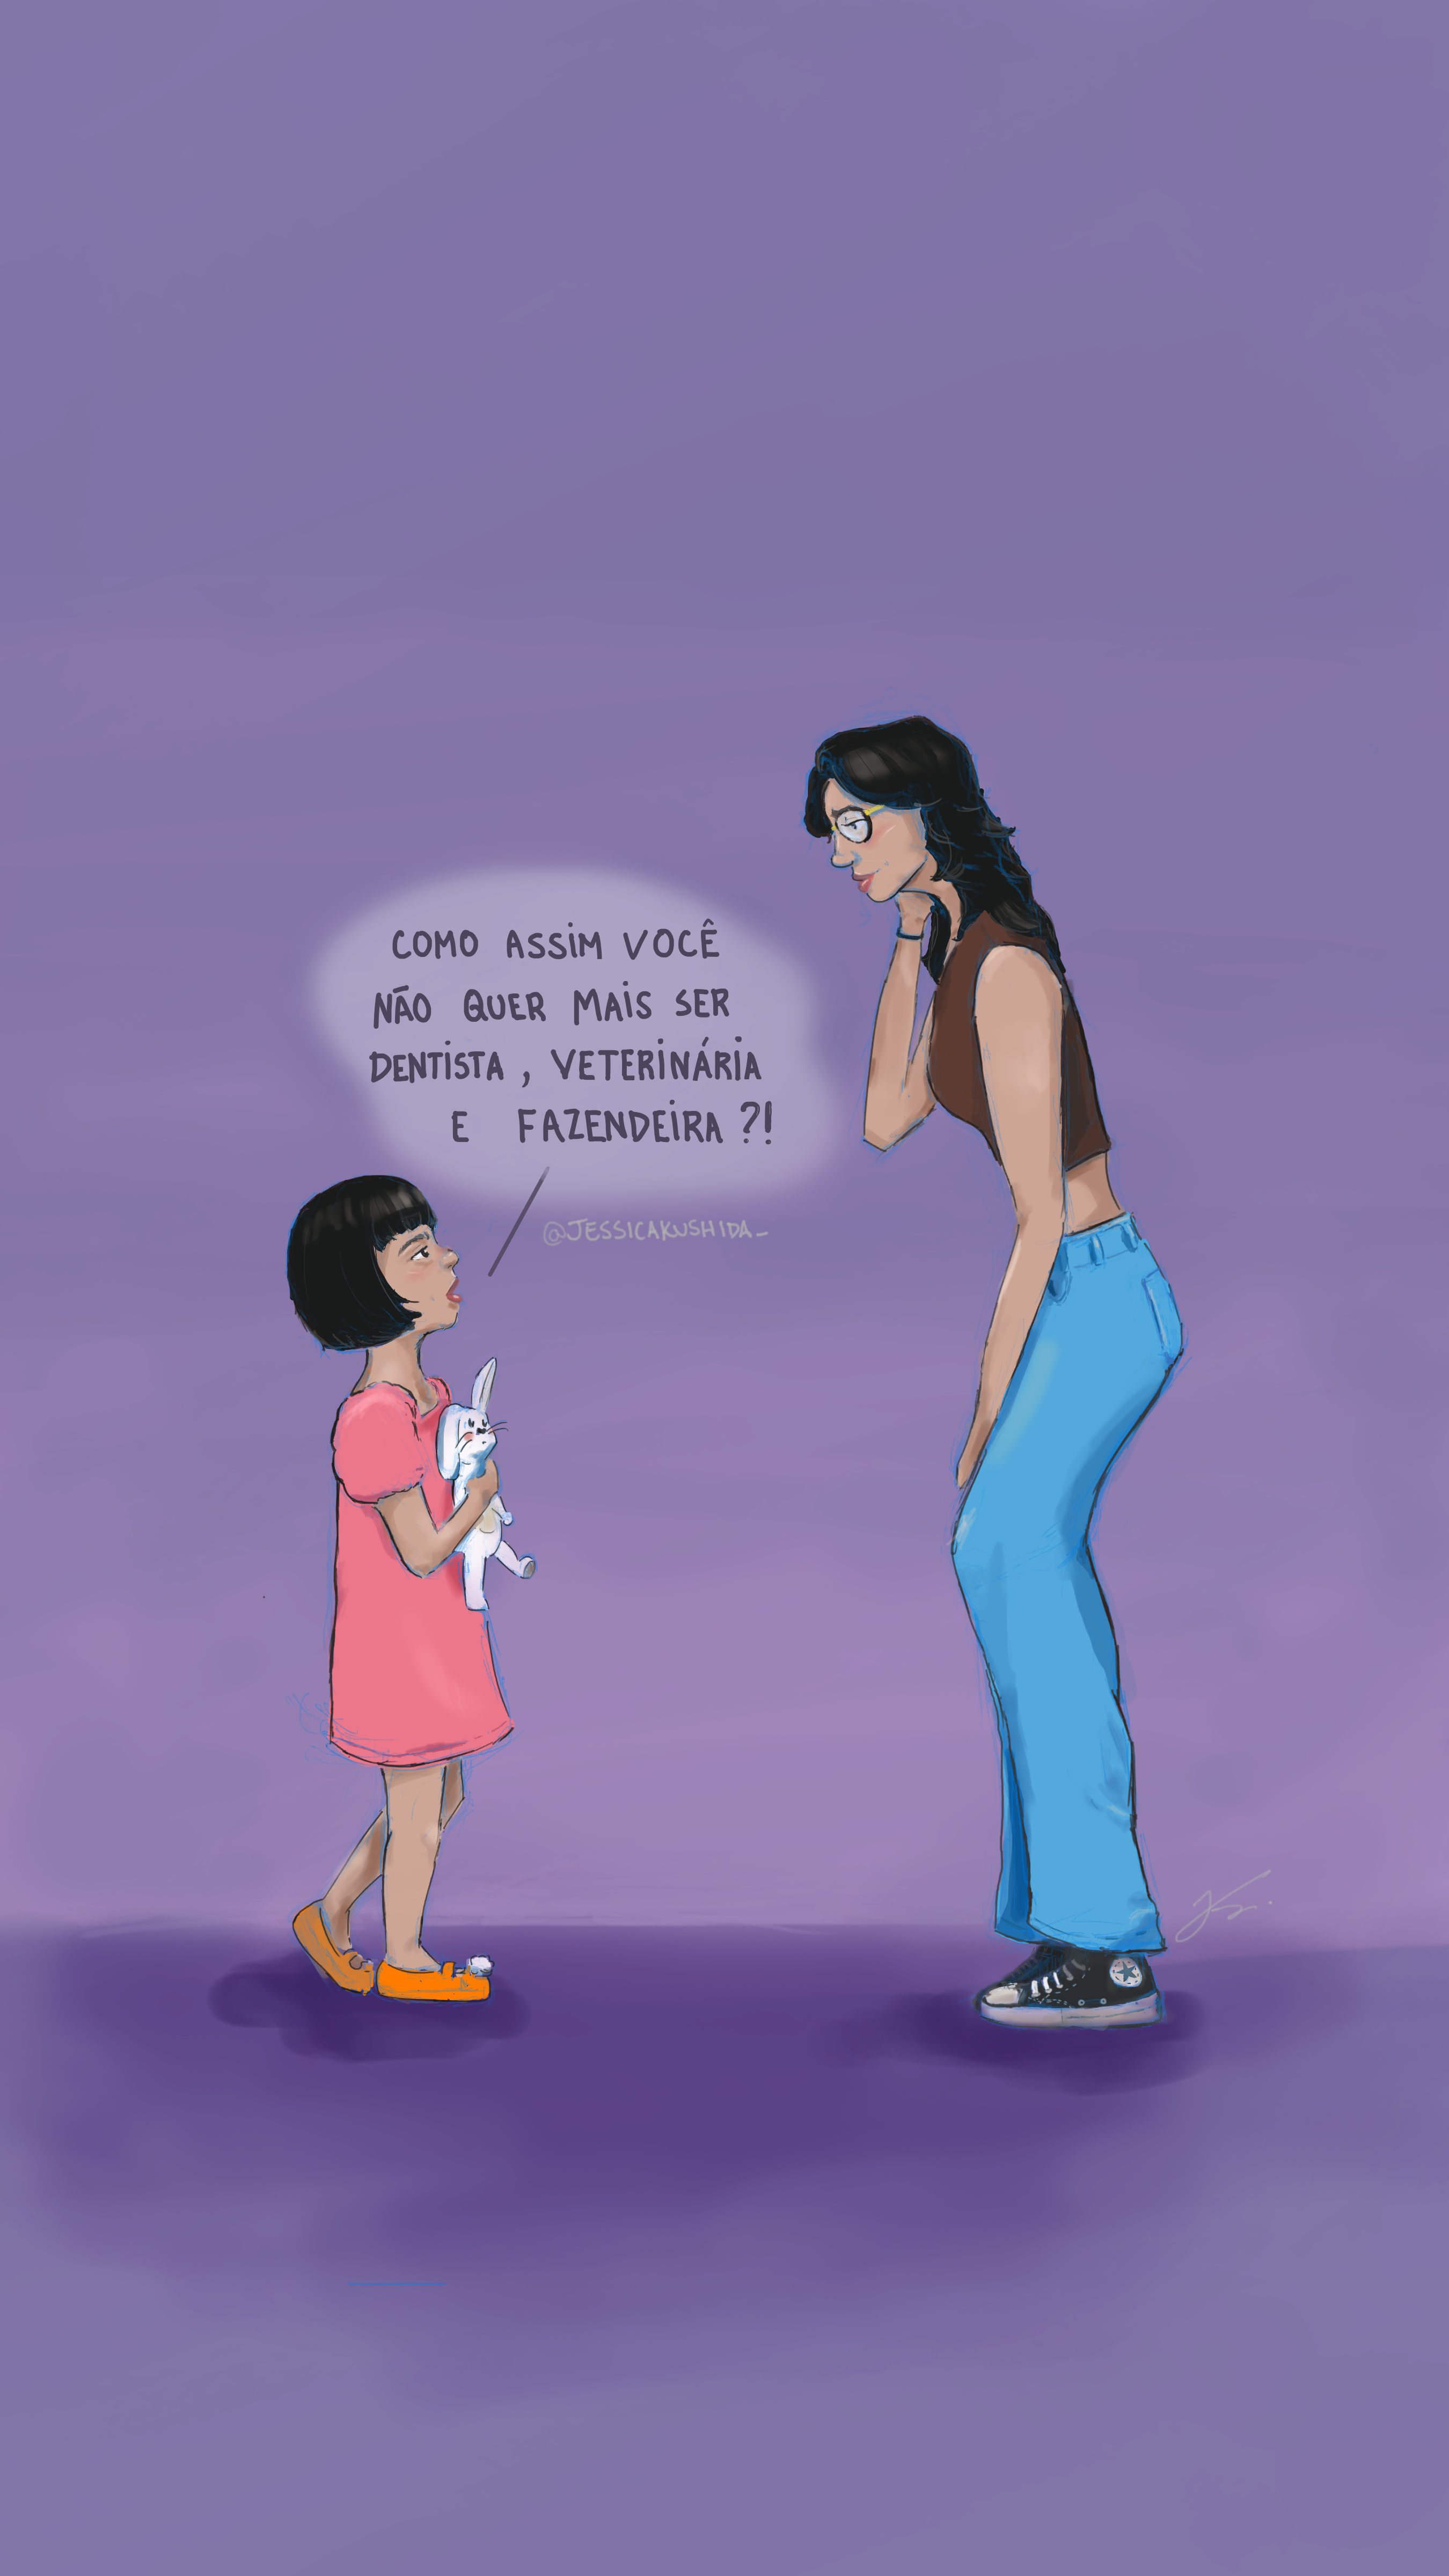 COMO ASSIM VOCÊ
NÃO QUER MAIS SER
DENTISTA , VETERINÁRIA
E FAZENDEIRA ?!
@JESSICAKUSHIDA_